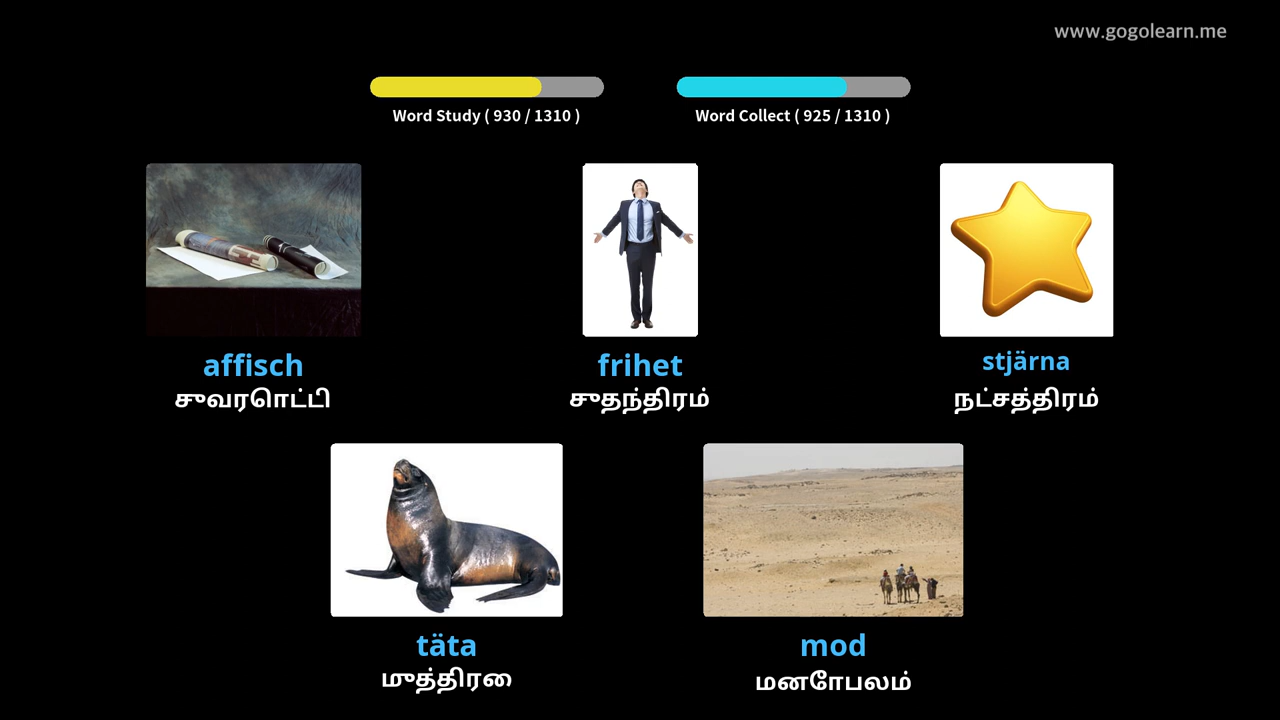 www.gogolearn.me
Word Study ( 930 / 1310 )
Word Collect ( 925 / 1310 )
affisch
சுவரொட்டி
frihet
சுதந்திரம்
stjärna
நட்சத்திரம்
täta
முத்திரை
mod
மனோபலம்